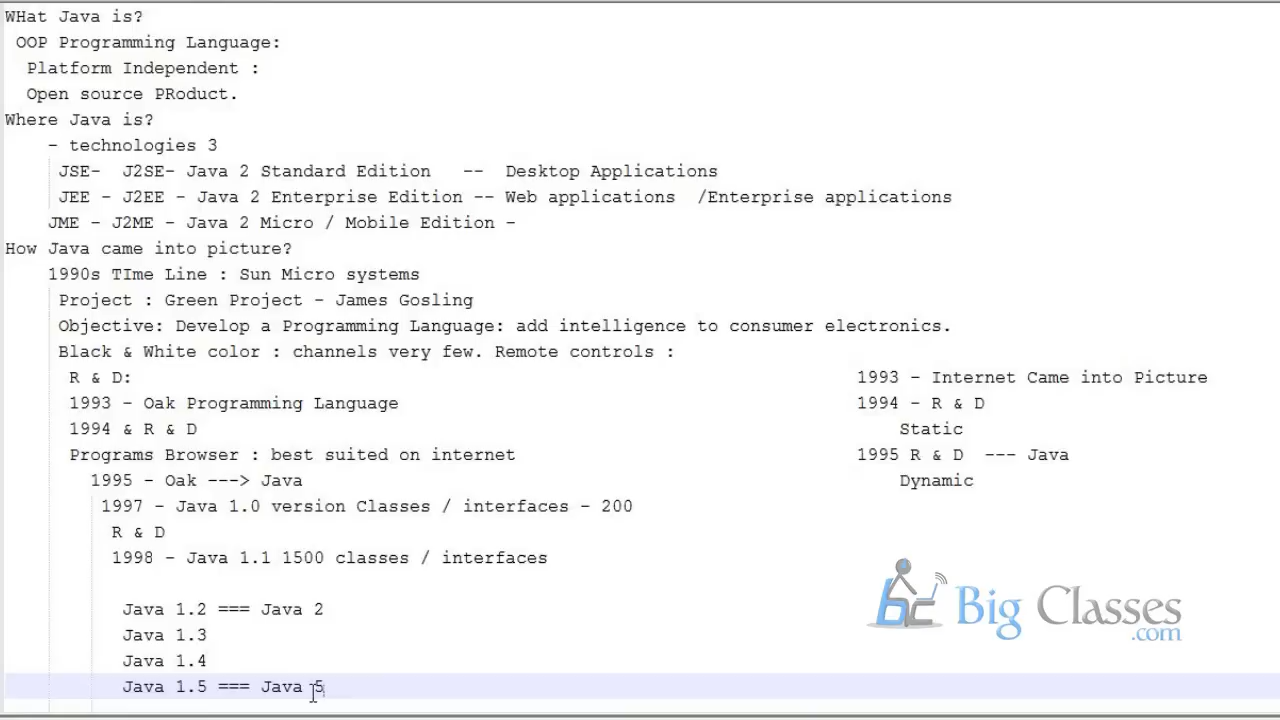 WHat Java is?
OOP Programming Language:
Platform Independent :
Open source PRoduct.
Where Java is?
- technologies 3
JSE-  J2SE- Java 2 Standard Edition   --  Desktop Applications
JEE - J2EE - Java 2 Enterprise Edition -- Web applications  /Enterprise applications
JME - J2ME - Java 2 Micro / Mobile Edition -
How Java came into picture?
1990s TIme Line : Sun Micro systems
Project : Green Project - James Gosling
Objective: Develop a Programming Language: add intelligence to consumer electronics.
Black & White color : channels very few. Remote controls :
R & D:
1993 - Internet Came into Picture
1993 - Oak Programming Language
1994 - R & D
1994 & R & D
Static
Programs Browser : best suited on internet
1995 R & D  --- Java
1995 - Oak ---> Java
Dynamic
1997 - Java 1.0 version Classes / interfaces - 200
R & D
1998 - Java 1.1 1500 classes / interfaces
Java 1.2 === Java 2
Java 1.3
Java 1.4
Java 1.5 === Java 5
bc Big Classes
.com